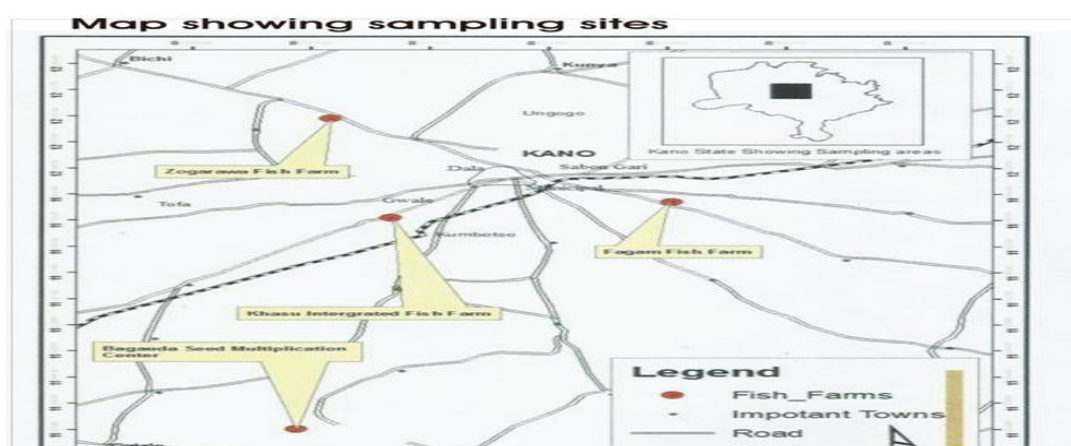 Map showing sampling sites
Bichi
Kunya
Ungogo
KANO
Kano State Showing Sampling areas
Dala
Sabon Gari
Zogarawa Fish Farm
Tofa
Gwale
Kumbotso
Fagam Fish Farm
Khasu Intergrated Fish Farm
Bagauda Seed Multiplication
Center
Legend
Fish_Farms
Impotant Towns
Road